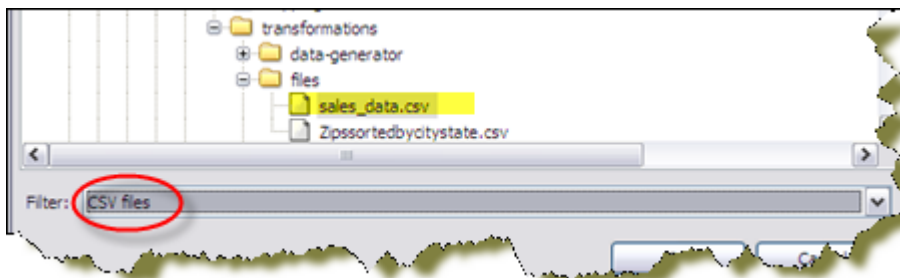 transformations
data-generator
files
sales_data.csv
Zipssortedbycitystate.csv
Filter: CSV files